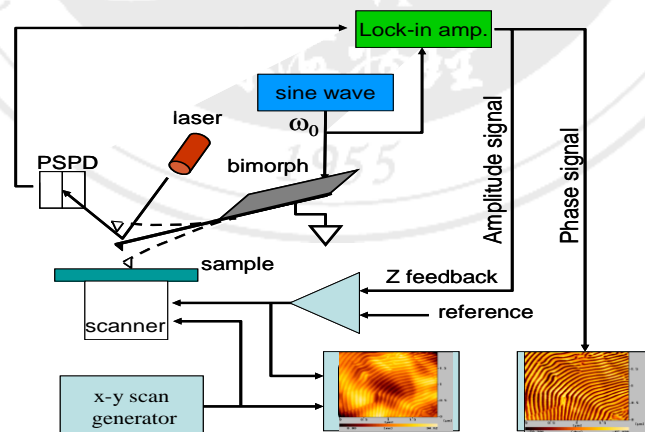 Lock-in amp.
sine wave
ω₀
laser
PSPD
bimorph
1955
Amplitude signal
Phase signal
sample
Z feedback
reference
scanner
x-y scan
generator